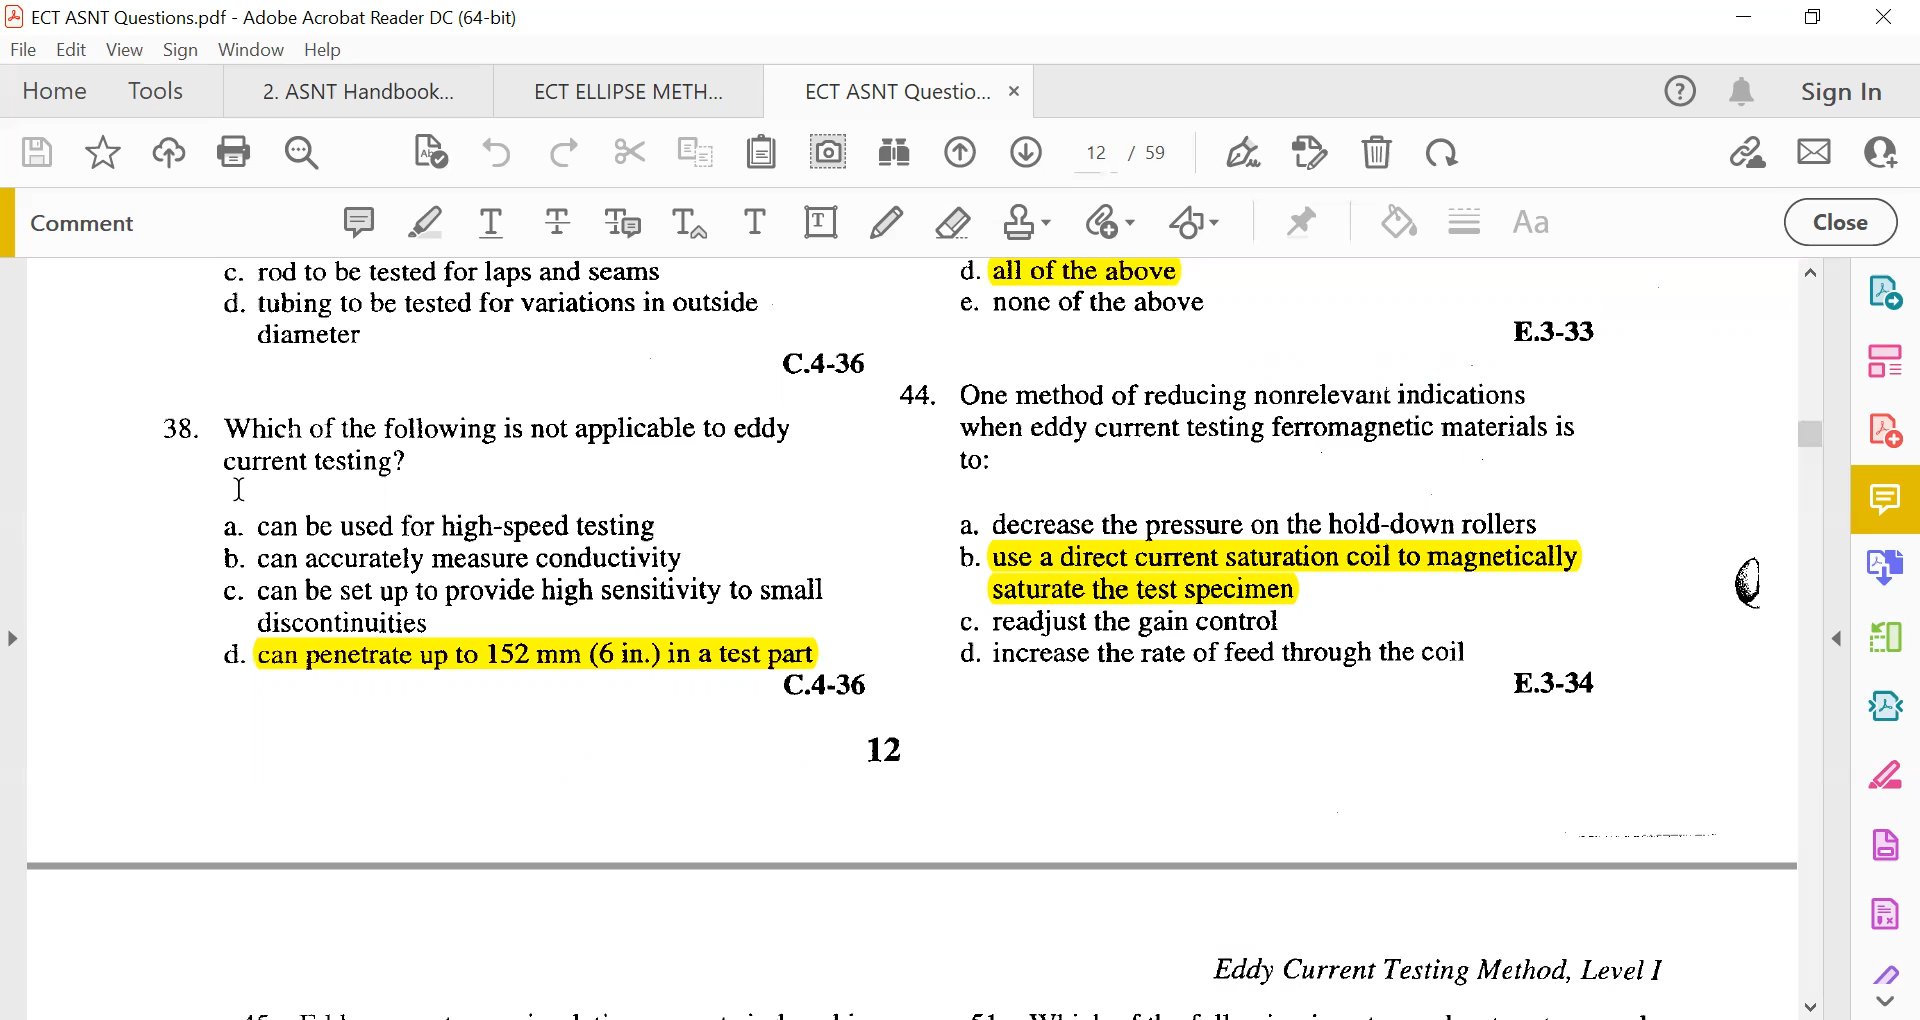 ECT ASNT Questions.pdf - Adobe Acrobat Reader DC (64-bit)
File Edit View Sign Window Help
Home Tools 2. ASNT Handbook... ECT ELLIPSE METH... ECT ASNT Questio... × Sign In
12 / 59
Comment Close
c. rod to be tested for laps and seams
d. tubing to be tested for variations in outside
diameter
C.4-36
38. Which of the following is not applicable to eddy
current testing?
a. can be used for high-speed testing
b. can accurately measure conductivity
c. can be set up to provide high sensitivity to small
discontinuities
d. can penetrate up to 152 mm (6 in.) in a test part
C.4-36
d. all of the above
e. none of the above
E.3-33
44. One method of reducing nonrelevant indications
when eddy current testing ferromagnetic materials is
to:
a. decrease the pressure on the hold-down rollers
b. use a direct current saturation coil to magnetically
saturate the test specimen
c. readjust the gain control
d. increase the rate of feed through the coil
E.3-34
12
Eddy Current Testing Method, Level I